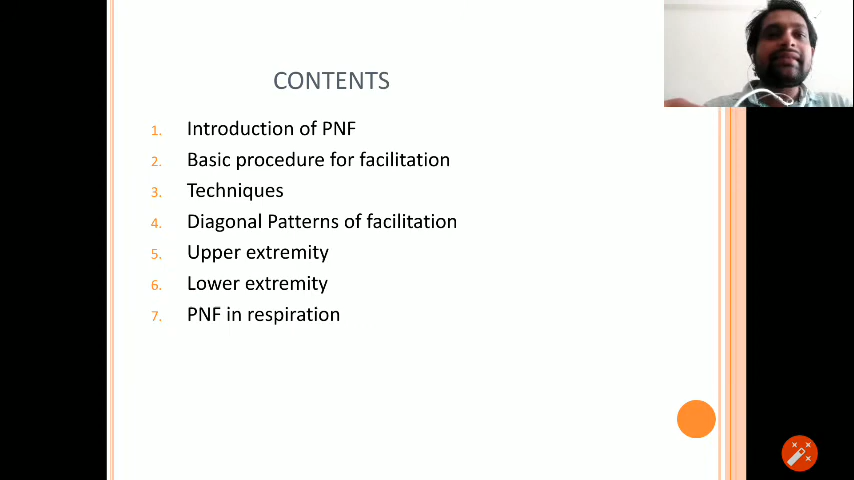 CONTENTS
1. Introduction of PNF
2. Basic procedure for facilitation
3. Techniques
4. Diagonal Patterns of facilitation
5. Upper extremity
6. Lower extremity
7. PNF in respiration